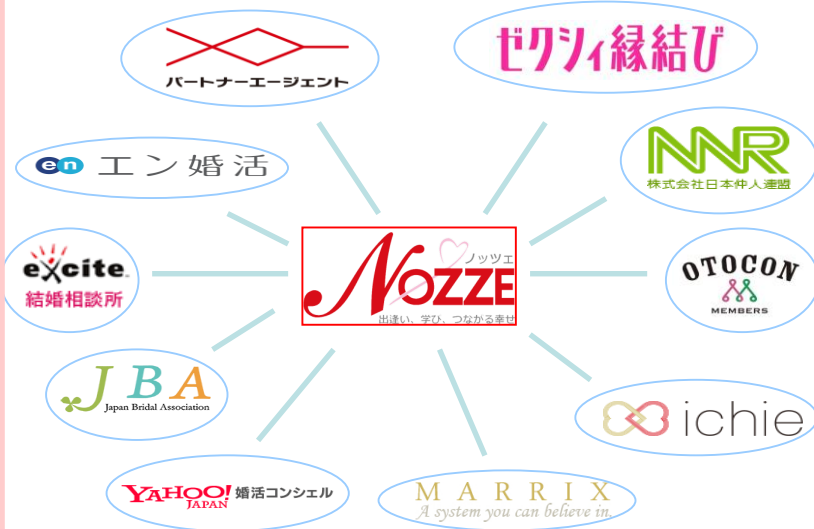 パートナーエージェント
ゼクシィ縁結び
en エン婚活
NNR
株式会社日本仲人連盟
excite.
結婚相談所
ノッツェ
NOZZE
出逢い、学び、つながる幸せ
OTOCON
MEMBERS
JBA
Japan Bridal Association
ichie
YAHOO!
JAPAN
婚活コンシェル
MARRIX
A system you can believe in.